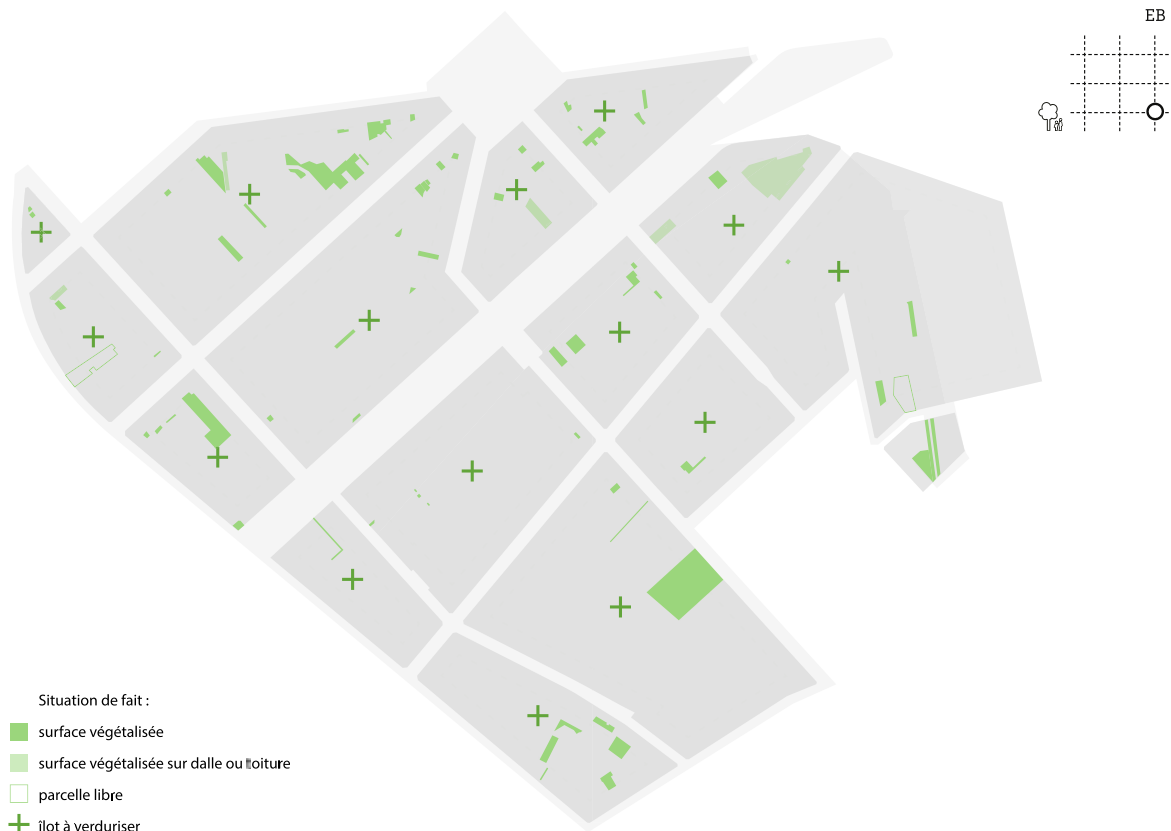 EB
Situation de fait :
surface végétalisée
surface végétalisée sur dalle ou toiture
parcelle libre
îlot à verduriser